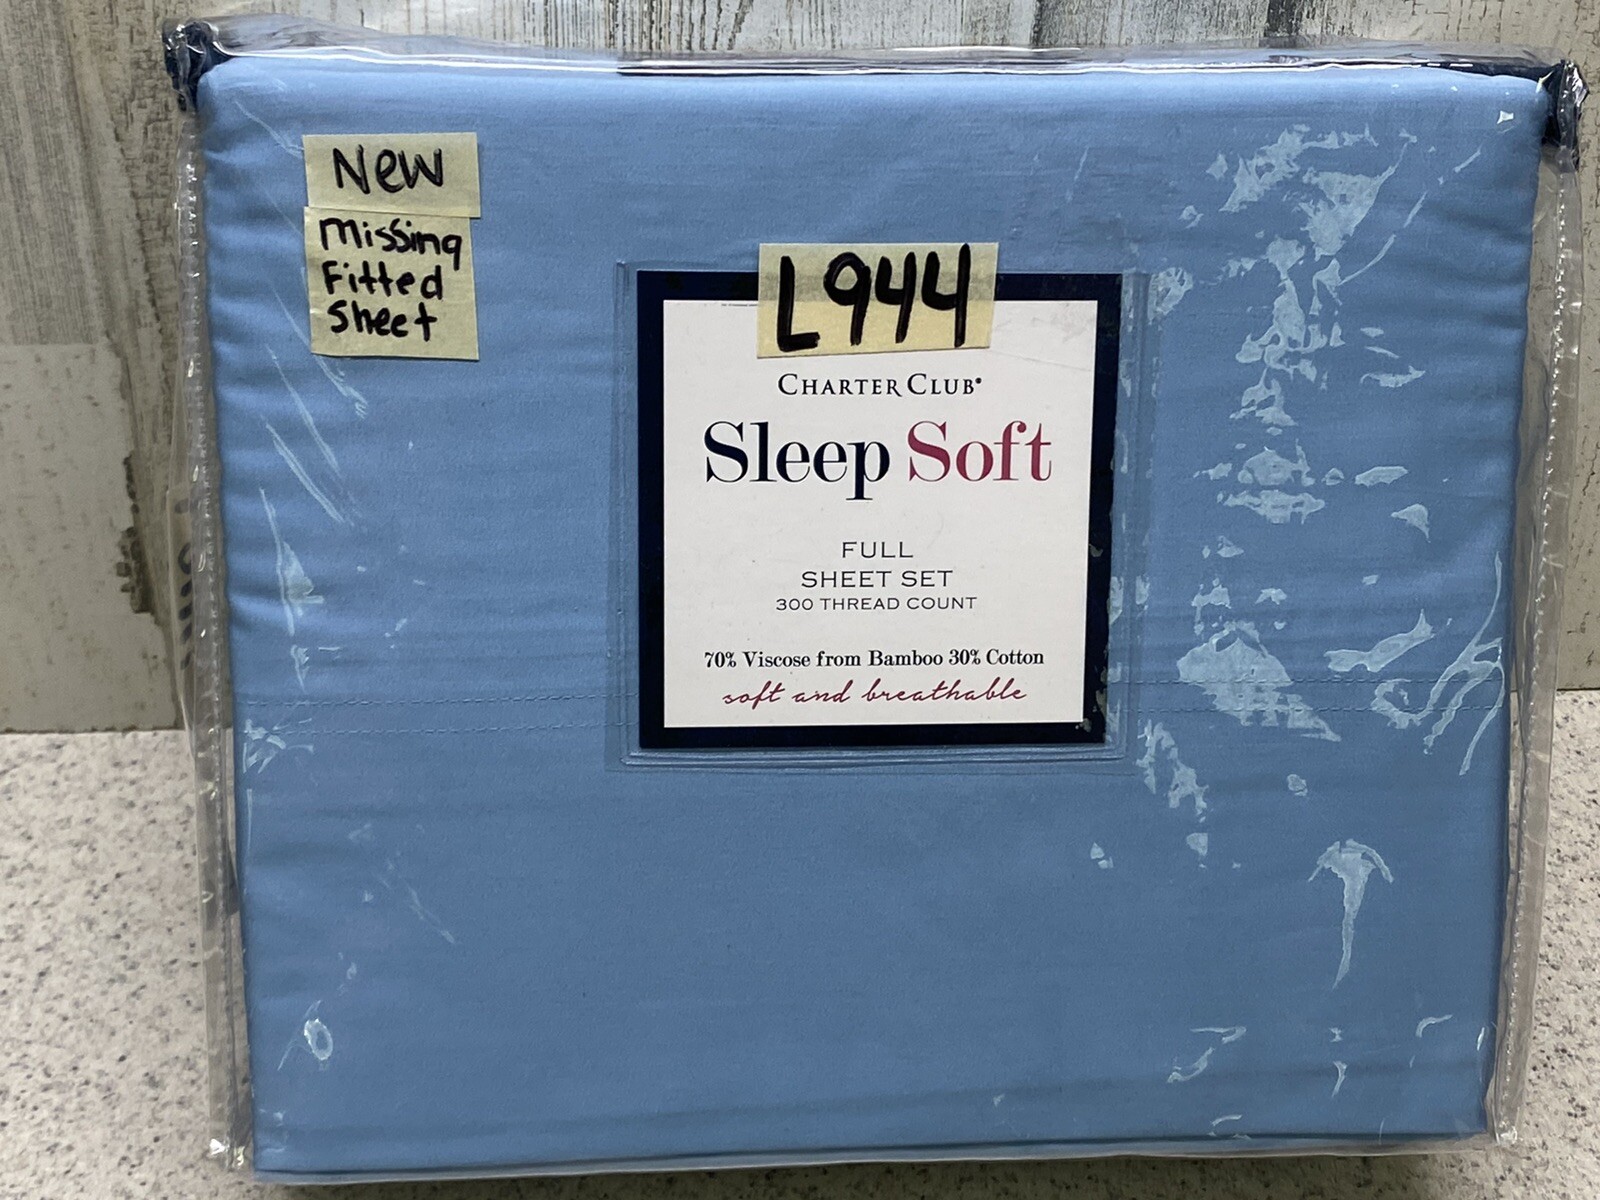 New
Missing
Fitted
Sheet
L944
CHARTER CLUB®
Sleep Soft
FULL
SHEET SET
300 THREAD COUNT
70% Viscose from Bamboo 30% Cotton
soft and breathable